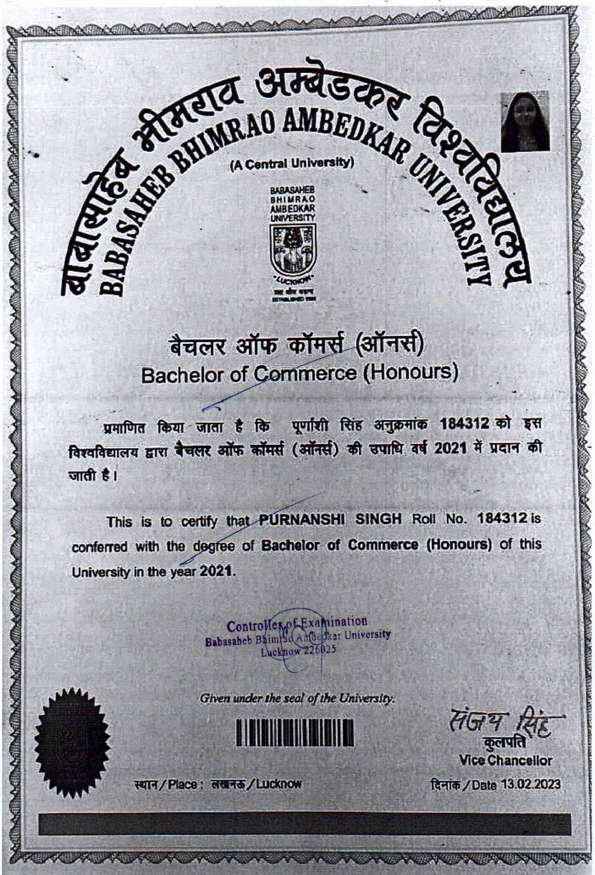 बाबासाहेब भीमराव अम्बेडकर विश्वविद्यालय
BABASAHEB BHIMRAO AMBEDKAR UNIVERSITY
(A Central University)
BABASAHEB
BHIMRAO
AMBEDKAR
UNIVERSITY
LUCKNOW
ESTABLISHED 1996
बैचलर ऑफ कॉमर्स (ऑनर्स)
Bachelor of Commerce (Honours)
प्रमाणित किया जाता है कि पूर्णाशी सिंह अनुक्रमांक 184312 को इस
विश्वविद्यालय द्वारा बैचलर ऑफ कॉमर्स (ऑनर्स) की उपाधि वर्ष 2021 में प्रदान की
जाती है।
This is to certify that PURNANSHI SINGH Roll No. 184312 is
conferred with the degree of Bachelor of Commerce (Honours) of this
University in the year 2021.
Controller of Examination
Babasaheb Bhimrao Ambedkar University
Lucknow 226025
Given under the seal of the University.
संजय सिंह
कुलपति
Vice Chancellor
स्थान / Place : लखनऊ / Lucknow
दिनांक / Date 13.02.2023